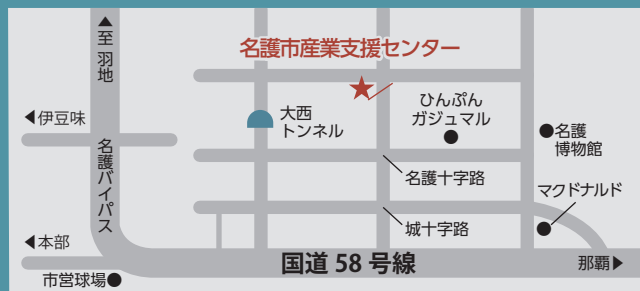 ▲至 羽地
名護市産業支援センター
◀伊豆味
大西
トンネル
ひんぷん
ガジュマル
名護
博物館
名護バイパス
名護十字路
マクドナルド
城十字路
◀本部
国道 58 号線
那覇▶
市営球場